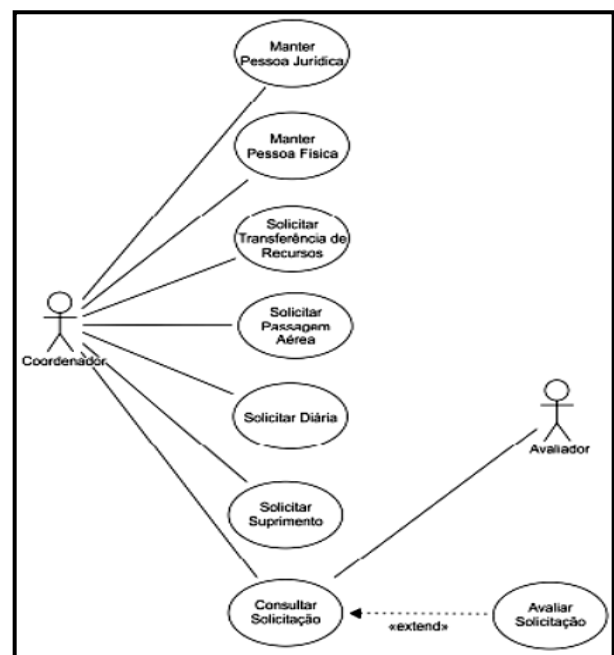 Manter
Pessoa Jurídica
Manter
Pessoa Física
Solicitar
Transferência de
Recursos
Solicitar
Passagem
Aérea
Coordenador
Solicitar Diária
Avaliador
Solicitar
Suprimento
Consultar
Solicitação
«extend»
Avaliar
Solicitação